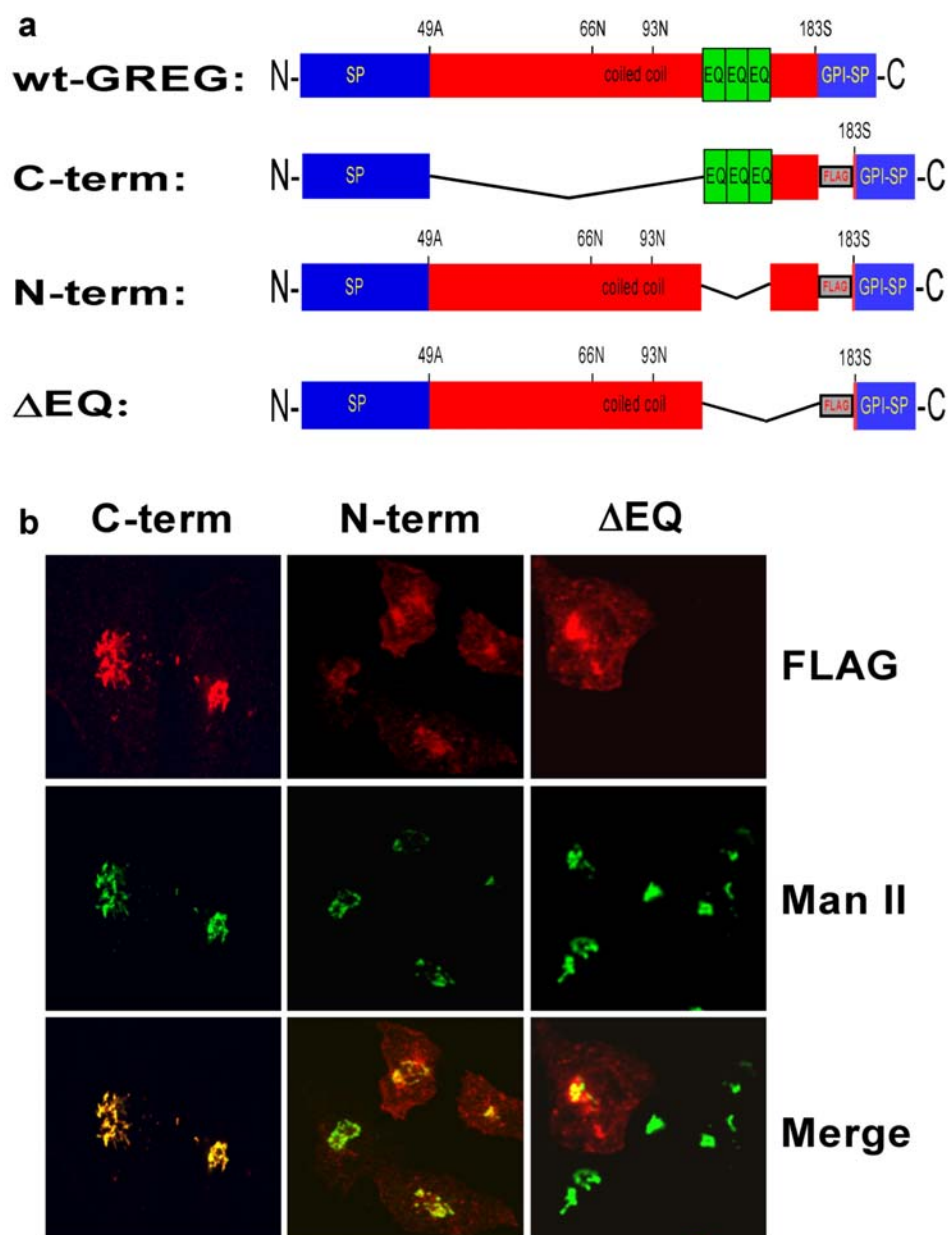 a
49A 66N 93N 183S
wt-GREG: N- SP coiled coil EQ EQ EQ GPI-SP -C
183S
C-term: N- SP EQ EQ EQ FLAG GPI-SP -C
49A
49A 66N 93N 183S
N-term: N- SP coiled coil FLAG GPI-SP -C
49A 66N 93N 183S
ΔEQ: N- SP coiled coil FLAG GPI-SP -C
b
C-term N-term ΔEQ
FLAG
Man II
Merge